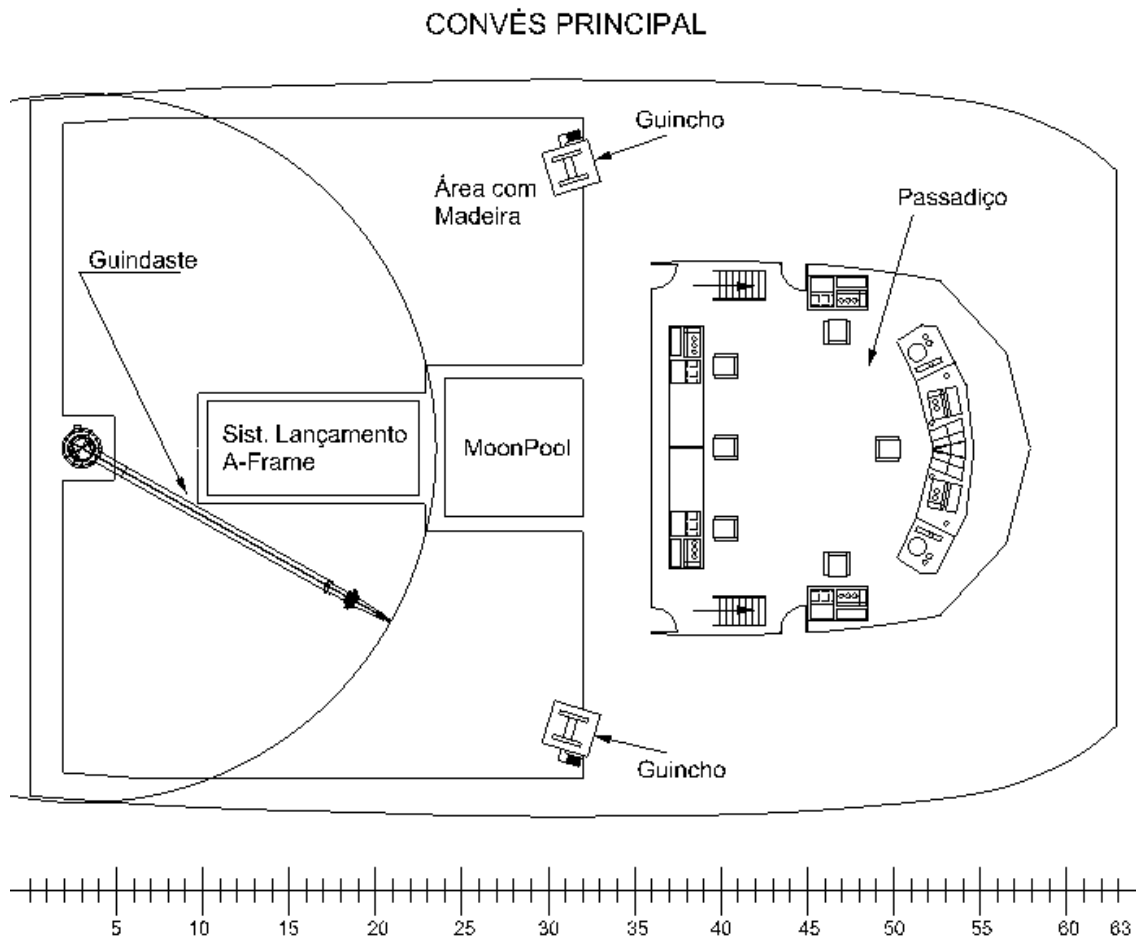 CONVÉS PRINCIPAL
Guincho
Área com
Madeira
Passadiço
Guindaste
Sist. Lançamento
A-Frame
MoonPool
Guincho
5 10 15 20 25 30 35 40 45 50 55 60 63